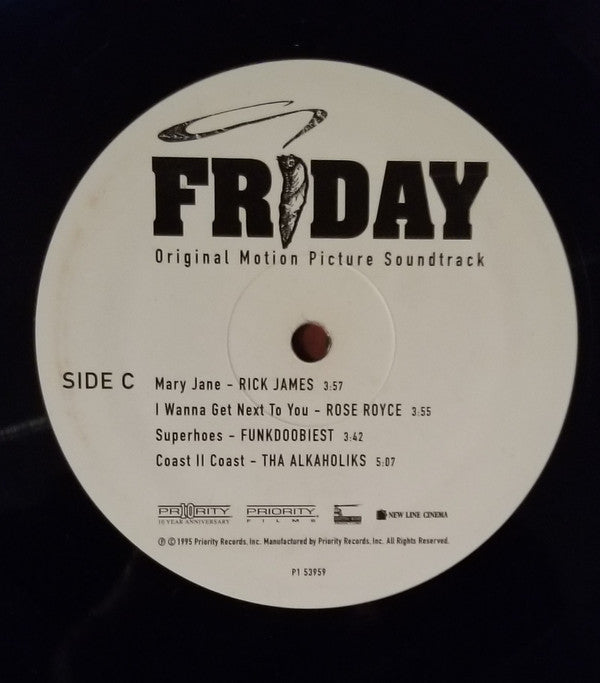 FRIDAY
Original Motion Picture Soundtrack
SIDE C
Mary Jane - RICK JAMES 3:57
I Wanna Get Next To You - ROSE ROYCE 3:55
Superhoes - FUNKDOOBIEST 3:42
Coast II Coast - THA ALKAHOLIKS 5:07
PRIORITY PRIORITY NEW LINE CINEMA
10 YEAR ANNIVERSARY FILMS
℗ © 1995 Priority Records, Inc. Manufactured by Priority Records, Inc. All Rights Reserved.
P1 53959